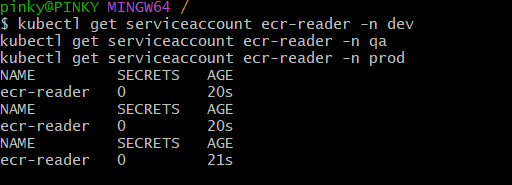 pinky@PINKY MINGW64 /
$ kubectl get serviceaccount ecr-reader -n dev
kubectl get serviceaccount ecr-reader -n qa
kubectl get serviceaccount ecr-reader -n prod
NAME         SECRETS   AGE
ecr-reader   0         20s
NAME         SECRETS   AGE
ecr-reader   0         20s
NAME         SECRETS   AGE
ecr-reader   0         21s